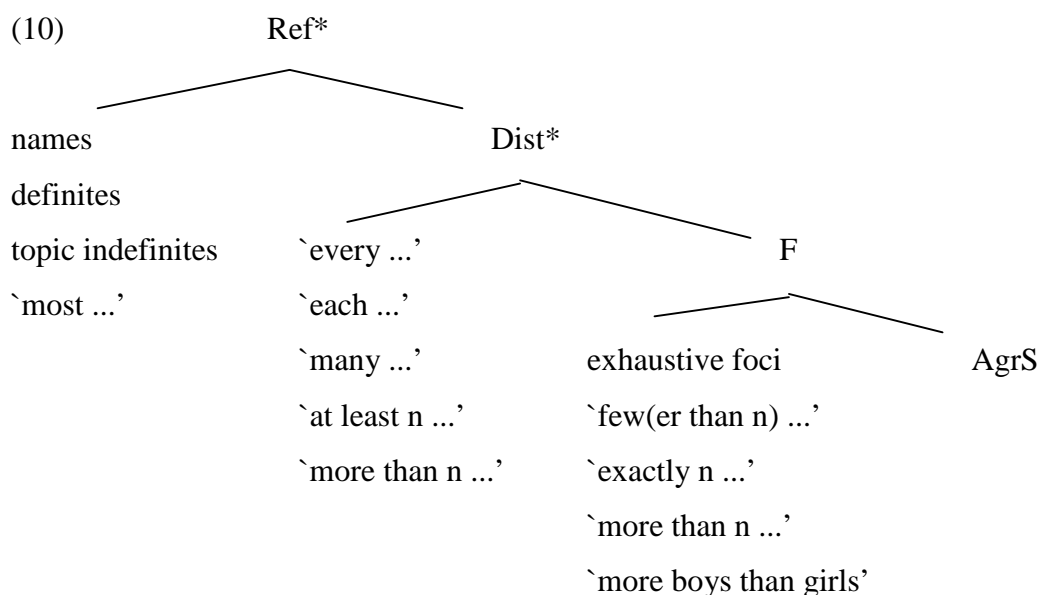 (10) Ref*
names Dist*
definites
topic indefinites `every ...’ F
`most ...’ `each ...’
`many ...’ exhaustive foci AgrS
`at least n ...’ `few(er than n) ...’
`more than n ...’ `exactly n ...’
`more than n ...’
`more boys than girls’